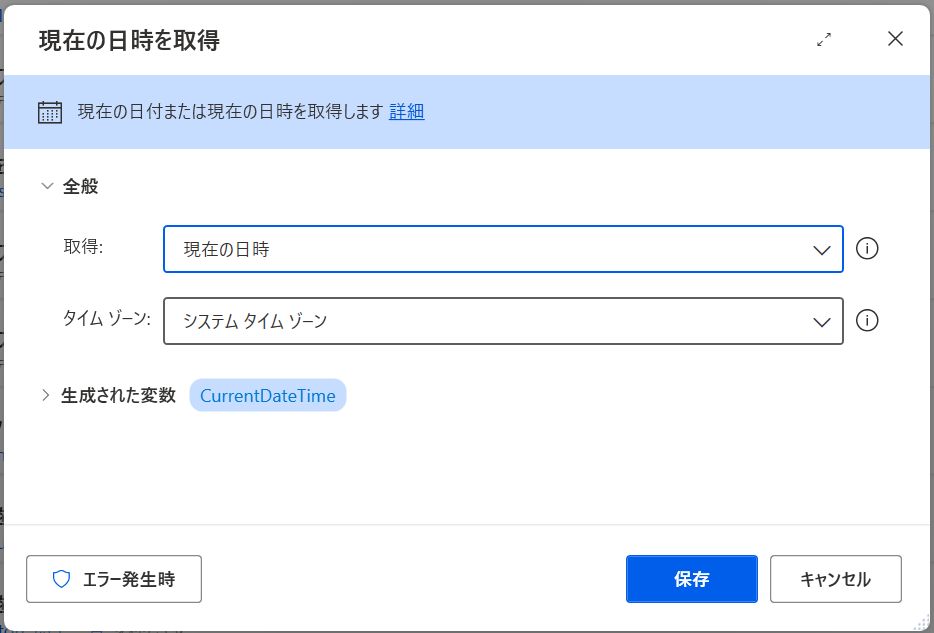 現在の日時を取得
現在の日付または現在の日時を取得します 詳細
全般
取得: 現在の日時
タイム ゾーン: システム タイム ゾーン
生成された変数 CurrentDateTime
エラー発生時 保存 キャンセル